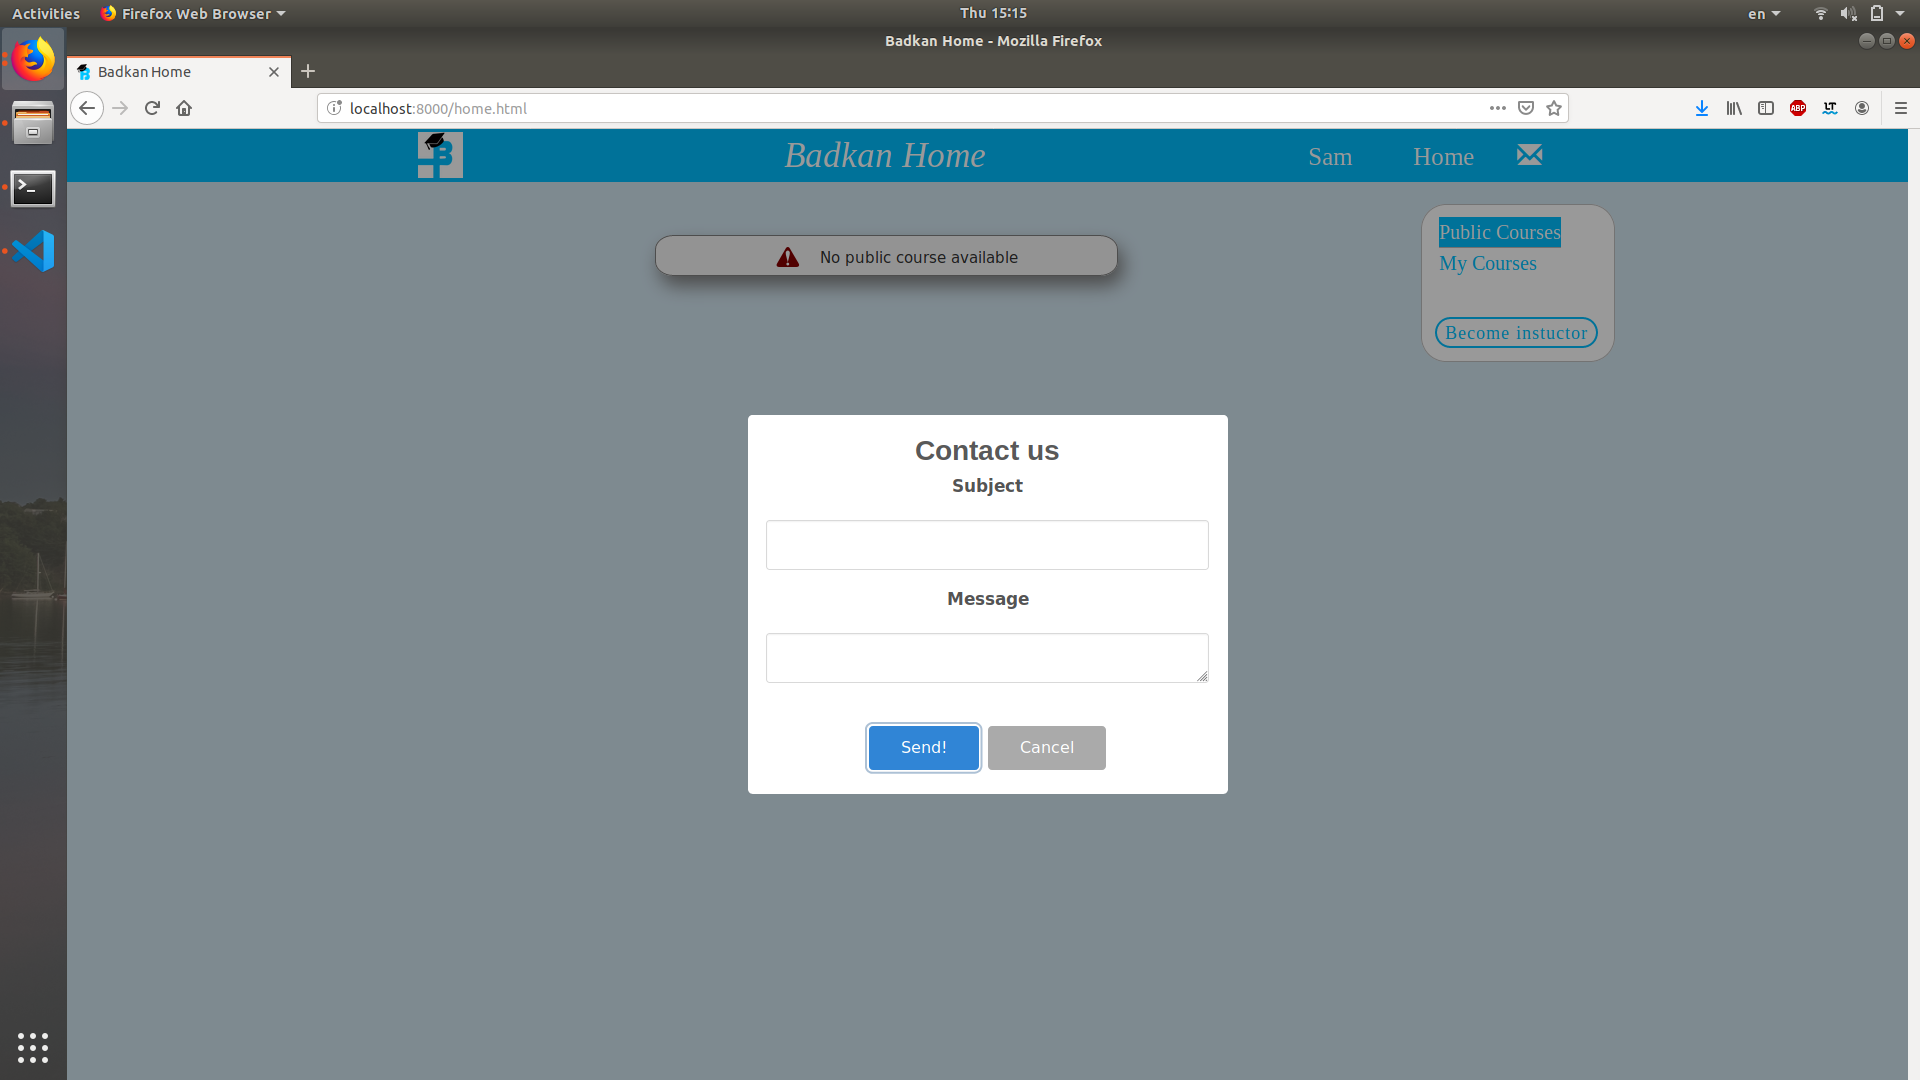 Activities Firefox Web Browser Thu 15:15 en
Badkan Home - Mozilla Firefox
Badkan Home
localhost:8000/home.html ABP LT
B Badkan Home Sam Home
Public Courses
No public course available
My Courses
Become instuctor
Contact us
Subject
Message
Send! Cancel